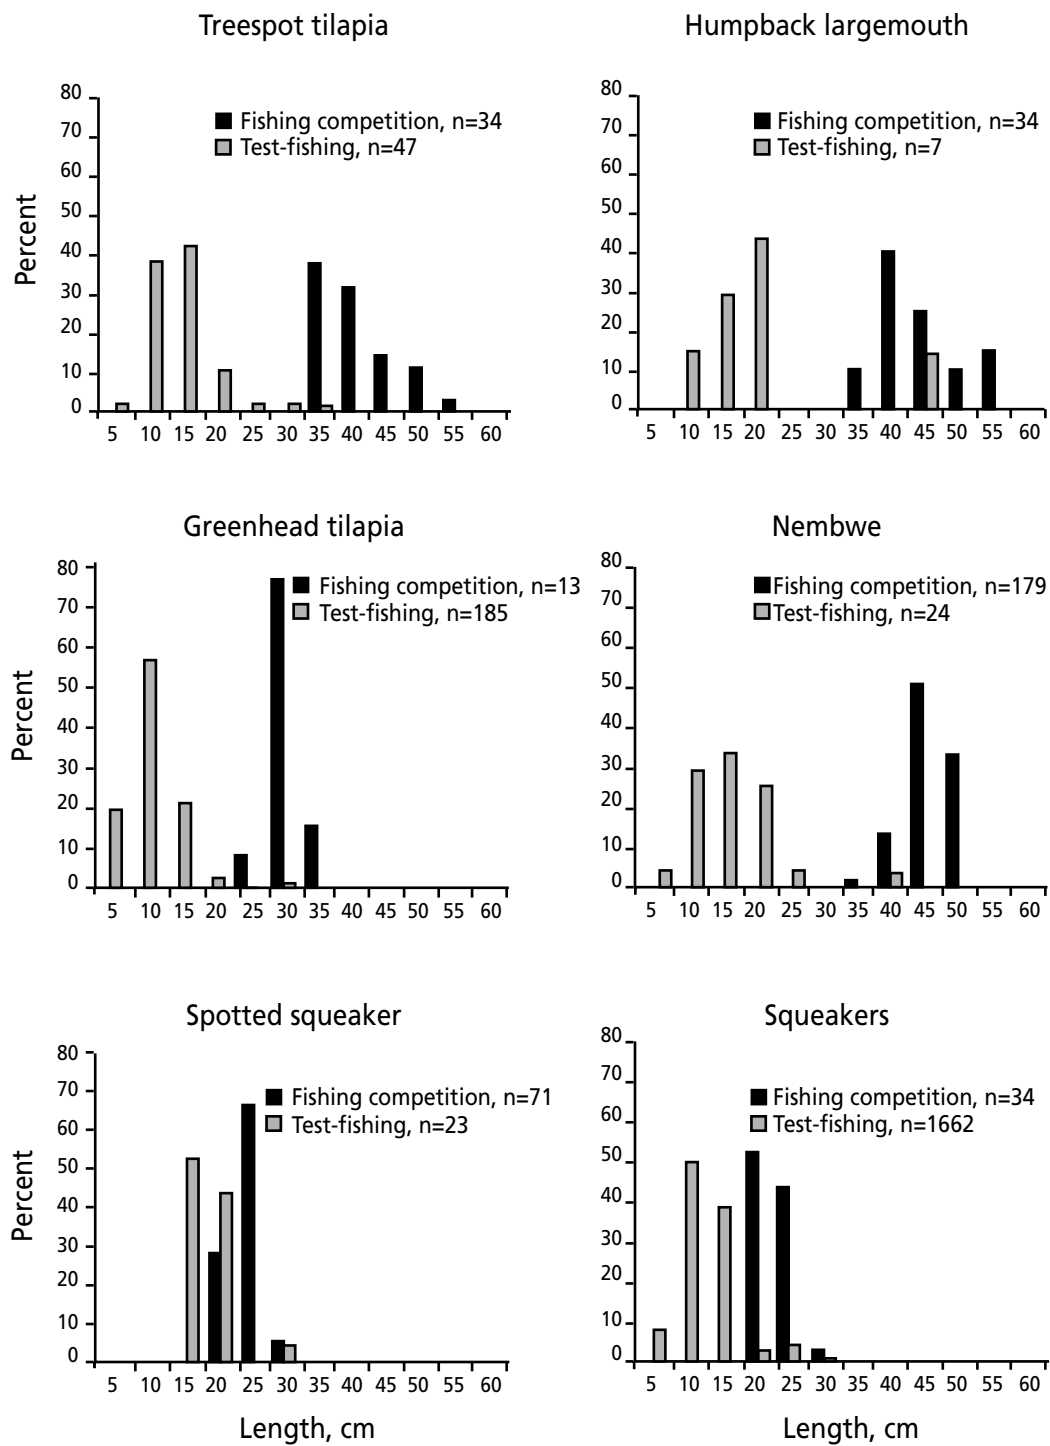 Treespot tilapia
80
70
60
50
40
30
20
10
0
Percent
Fishing competition, n=34
Test-fishing, n=47
5 10 15 20 25 30 35 40 45 50 55 60
Humpback largemouth
80
70
60
50
40
30
20
10
0
Fishing competition, n=34
Test-fishing, n=7
5 10 15 20 25 30 35 40 45 50 55 60
Greenhead tilapia
80
70
60
50
40
30
20
10
0
Percent
Fishing competition, n=13
Test-fishing, n=185
5 10 15 20 25 30 35 40 45 50 55 60
Nembwe
80
70
60
50
40
30
20
10
0
Fishing competition, n=179
Test-fishing, n=24
5 10 15 20 25 30 35 40 45 50 55 60
Spotted squeaker
80
70
60
50
40
30
20
10
0
Percent
Fishing competition, n=71
Test-fishing, n=23
5 10 15 20 25 30 35 40 45 50 55 60
Length, cm
Squeakers
80
70
60
50
40
30
20
10
0
Fishing competition, n=34
Test-fishing, n=1662
5 10 15 20 25 30 35 40 45 50 55 60
Length, cm